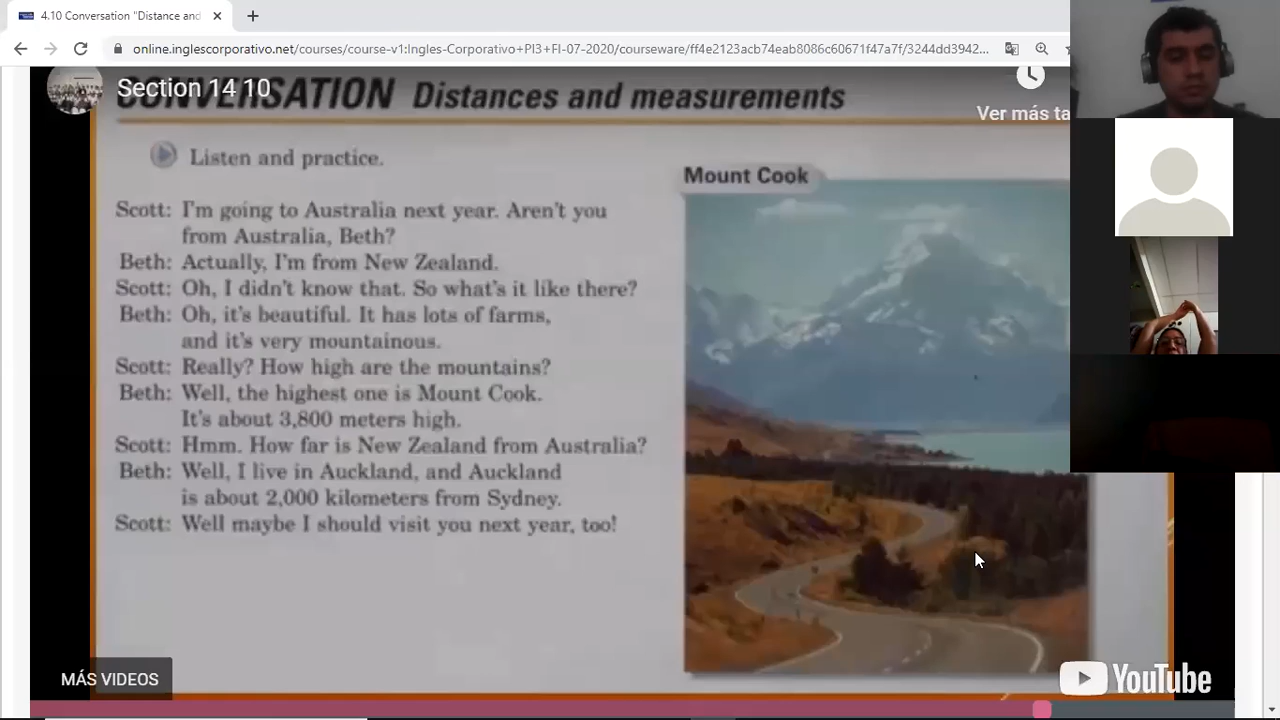 4.10 Conversation "Distance and
online.inglescorporativo.net/courses/course-v1:Ingles-Corporativo+PI3+FI-07-2020/courseware/ff4e2123acb74eab8086c60671f47a7f/3244dd3942...
Section 14 10
CONVERSATION Distances and measurements
Ver más ta
Listen and practice.
Mount Cook
Scott: I'm going to Australia next year. Aren't you
from Australia, Beth?
Beth: Actually, I'm from New Zealand.
Scott: Oh, I didn't know that. So what's it like there?
Beth: Oh, it's beautiful. It has lots of farms,
and it's very mountainous.
Scott: Really? How high are the mountains?
Beth: Well, the highest one is Mount Cook.
It's about 3,800 meters high.
Scott: Hmm. How far is New Zealand from Australia?
Beth: Well, I live in Auckland, and Auckland
is about 2,000 kilometers from Sydney.
Scott: Well maybe I should visit you next year, too!
MÁS VIDEOS
YouTube